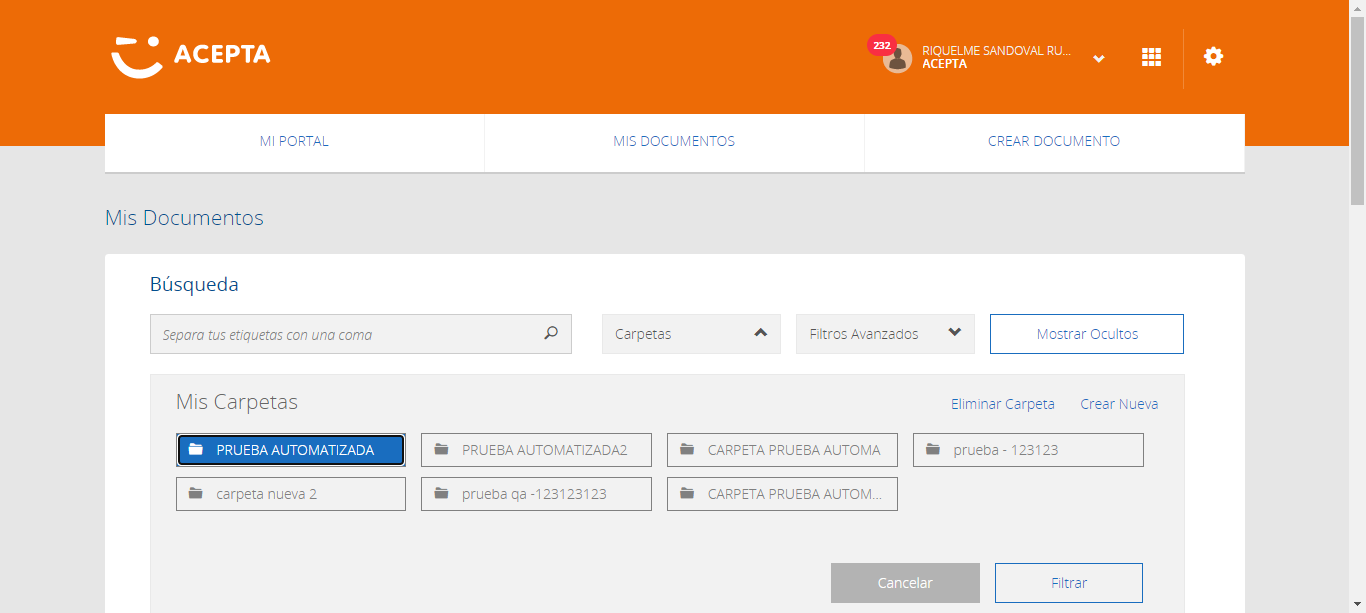 ACEPTA
232
RIQUELME SANDOVAL RU...
ACEPTA
MI PORTAL
MIS DOCUMENTOS
CREAR DOCUMENTO
Mis Documentos
Búsqueda
Separa tus etiquetas con una coma
Carpetas
Filtros Avanzados
Mostrar Ocultos
Mis Carpetas
Eliminar Carpeta
Crear Nueva
PRUEBA AUTOMATIZADA
PRUEBA AUTOMATIZADA2
CARPETA PRUEBA AUTOMA
prueba - 123123
carpeta nueva 2
prueba qa -123123123
CARPETA PRUEBA AUTOM...
Cancelar
Filtrar